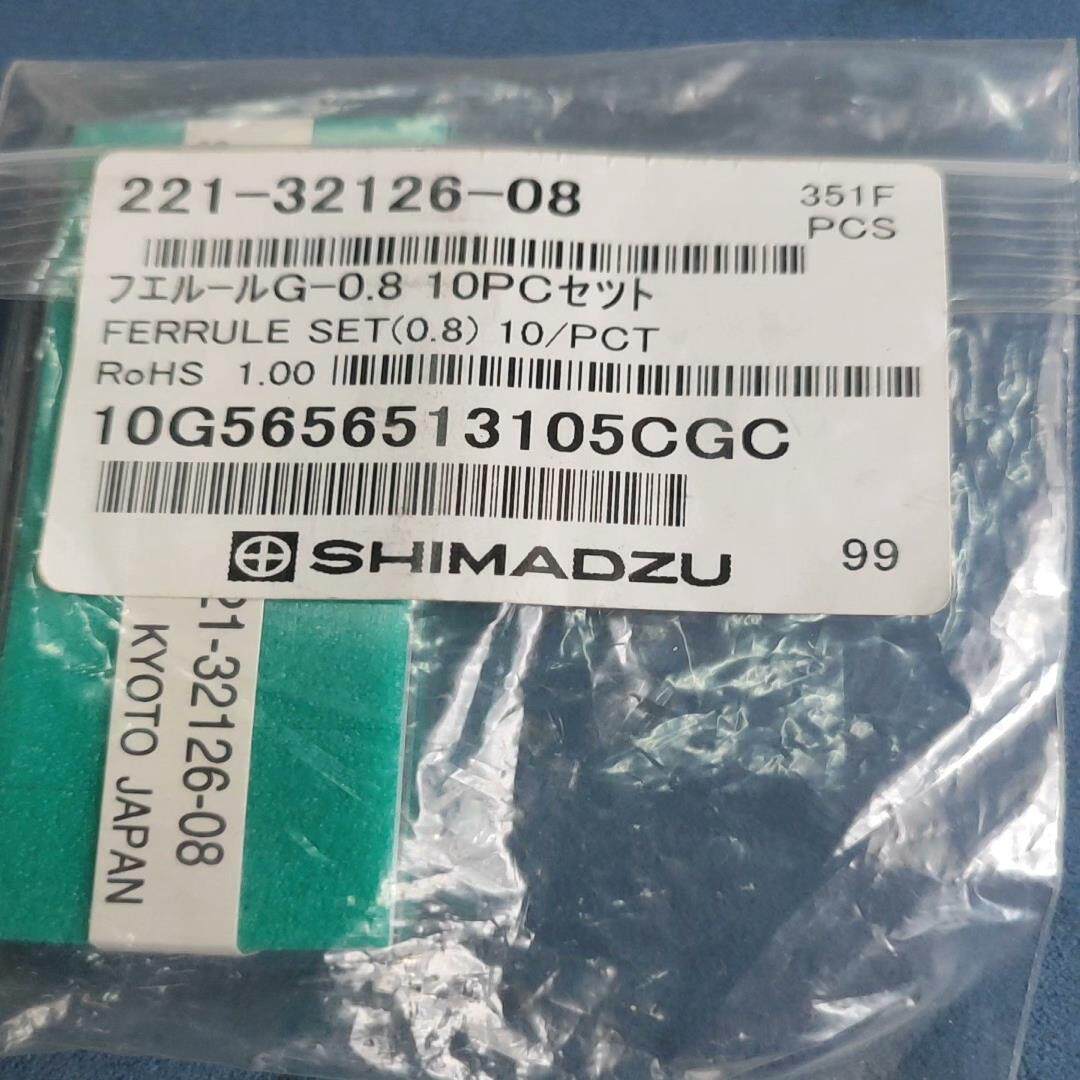 221-32126-08
351F
PCS
フエルールG-0.8 10PCセット
FERRULE SET(0.8) 10/PCT
RoHS 1.00
10G5656513105CGC
SHIMADZU
99
21-32126-08
KYOTO JAPAN